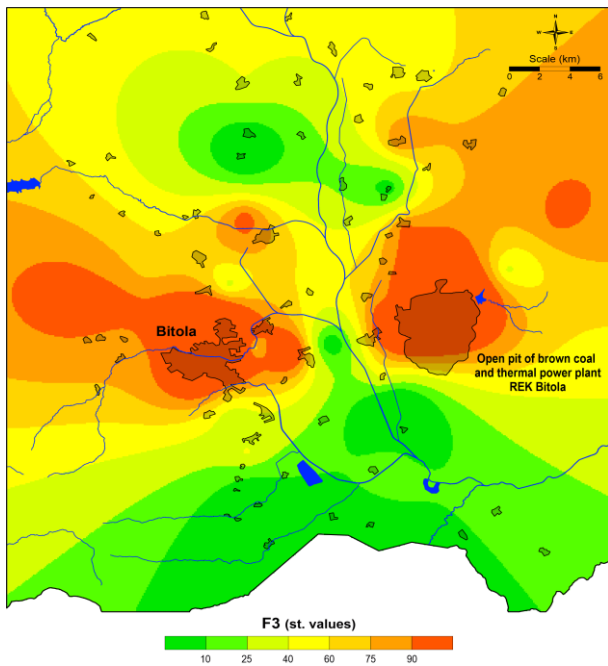 N
W E
S
Scale (km)
0 2 4 6
Bitola
Open pit of brown coal
and thermal power plant
REK Bitola
F3 (st. values)
10 25 40 60 75 90